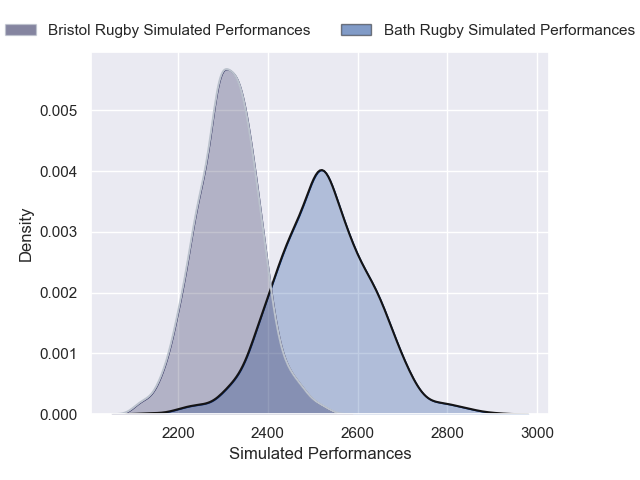 Bristol Rugby Simulated Performances Bath Rugby Simulated Performances
0.005
0.004
0.003
0.002
0.001
0.000
Density
2200 2400 2600 2800 3000
Simulated Performances